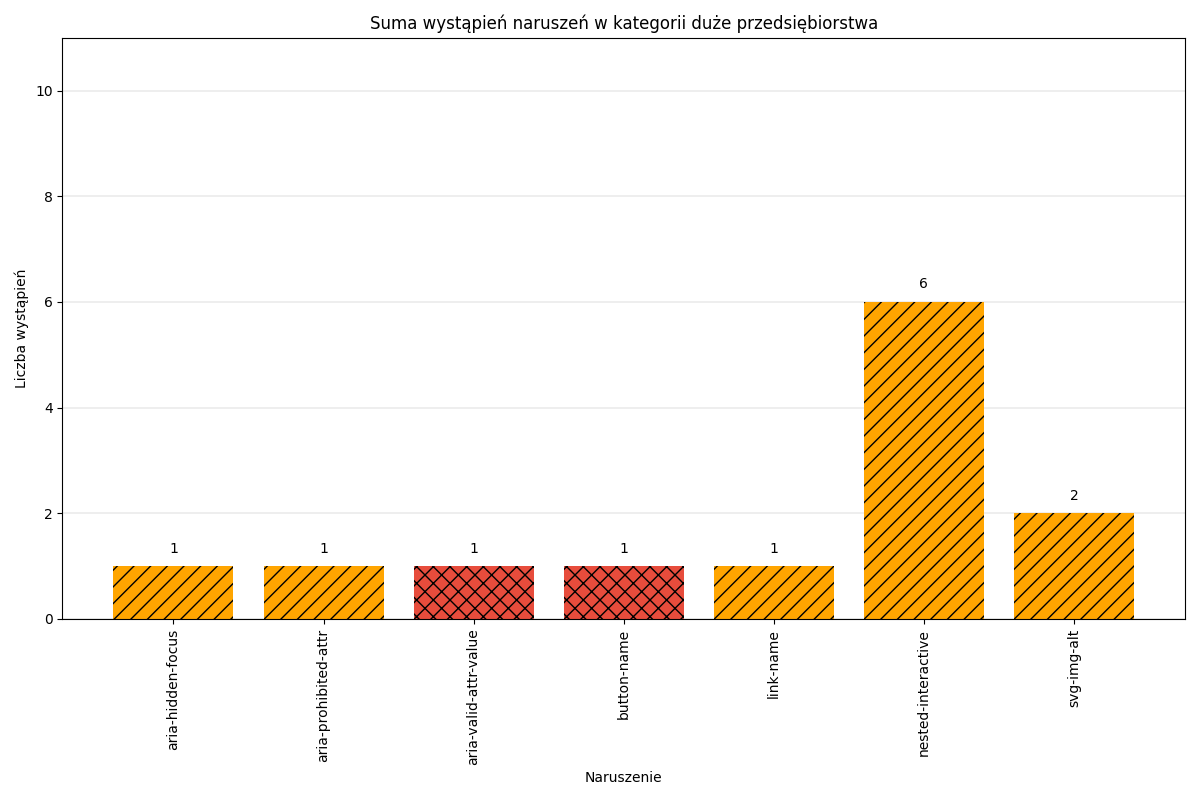 Suma wystąpień naruszeń w kategorii duże przedsiębiorstwa
Liczba wystąpień
10
8
6
4
2
0
1
1
1
1
1
6
2
aria-hidden-focus
aria-prohibited-attr
aria-valid-attr-value
button-name
link-name
nested-interactive
svg-img-alt
Naruszenie